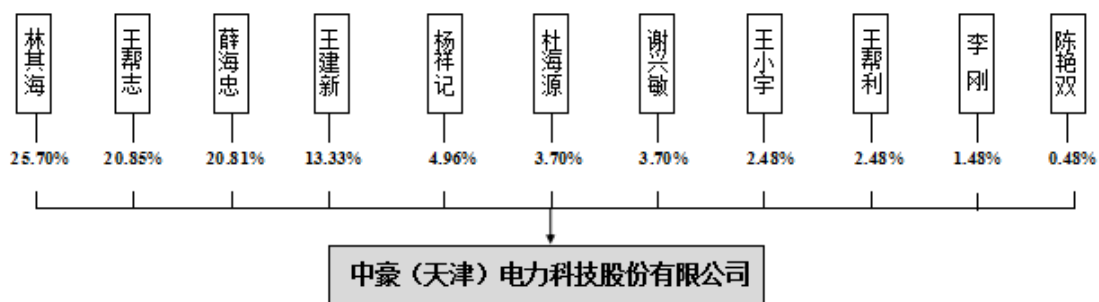 林其海
王帮志
薛海忠
王建新
杨祥记
杜海源
谢兴敏
王小宇
王帮利
李 刚
陈艳双
25.70% 20.85% 20.81% 13.33% 4.96% 3.70% 3.70% 2.48% 2.48% 1.48% 0.48%
中豪（天津）电力科技股份有限公司